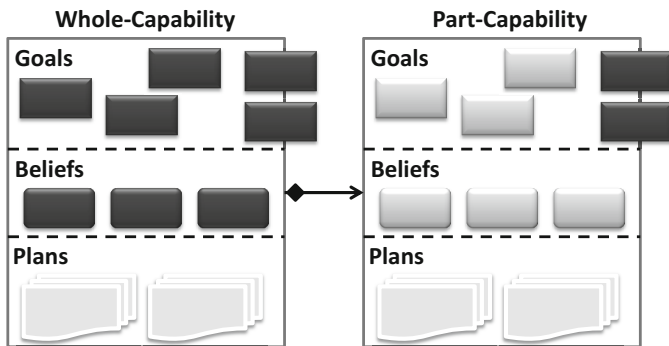 Whole-Capability
Goals
Beliefs
Plans
Part-Capability
Goals
Beliefs
Plans